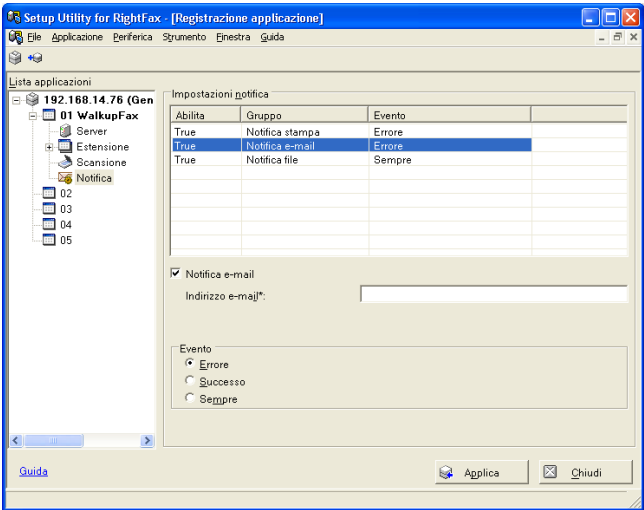 Setup Utility for RightFax - [Registrazione applicazione]
File Applicazione Periferica Strumento Finestra Guida
Lista applicazioni
192.168.14.76 (Gen
01 WalkupFax
Server
Estensione
Scansione
Notifica
02
03
04
05
Impostazioni notifica
Abilita Gruppo Evento
True Notifica stampa Errore
True Notifica e-mail Errore
True Notifica file Sempre
Notifica e-mail
Indirizzo e-mail*:
Evento
Errore
Successo
Sempre
Guida
Applica
Chiudi